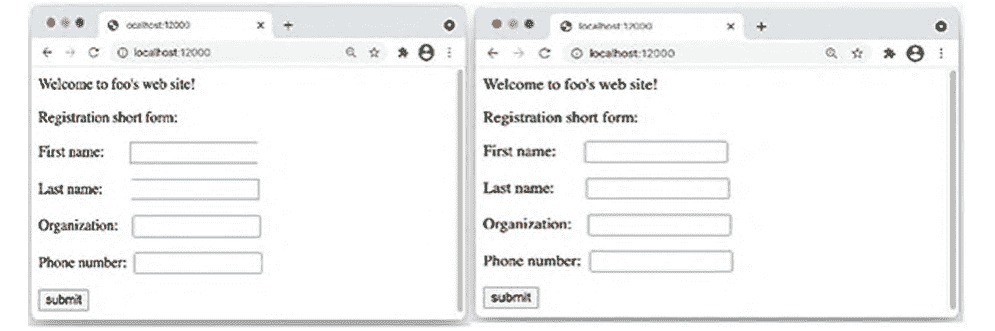 ocalhost:12000
localhost:12000
Welcome to foo's web site!
Registration short form:
First name:
Last name:
Organization:
Phone number:
submit
localhost:12000
localhost:12000
Welcome to foo's web site!
Registration short form:
First name:
Last name:
Organization:
Phone number:
submit